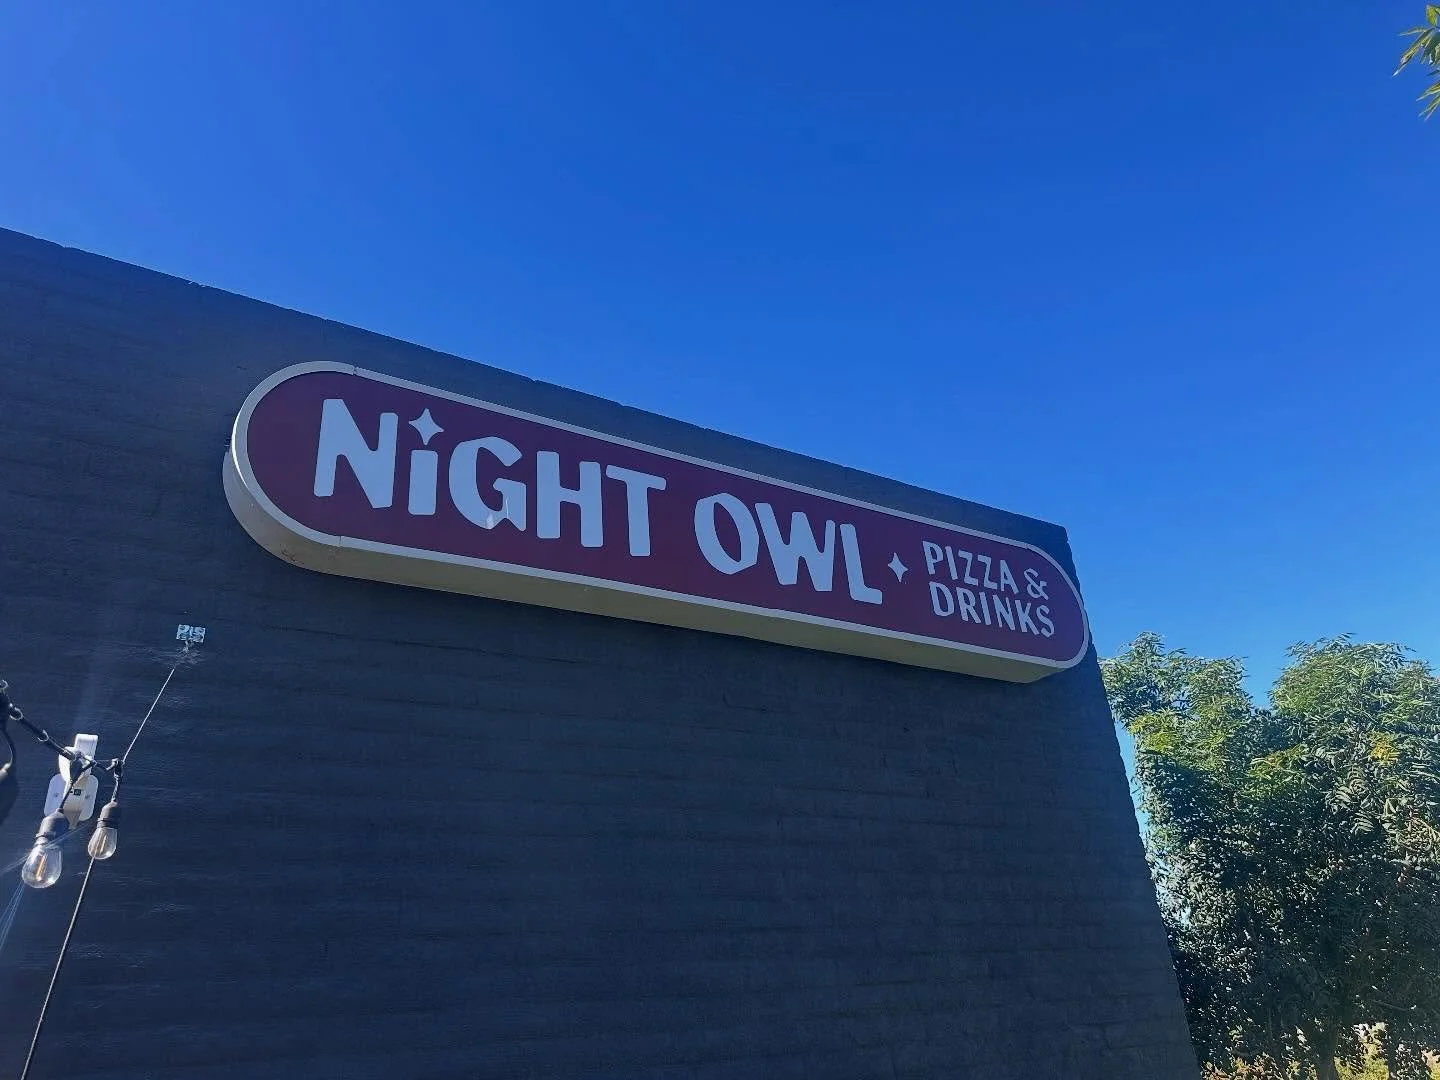 NiGHT OWL
PIZZA &
DRINKS